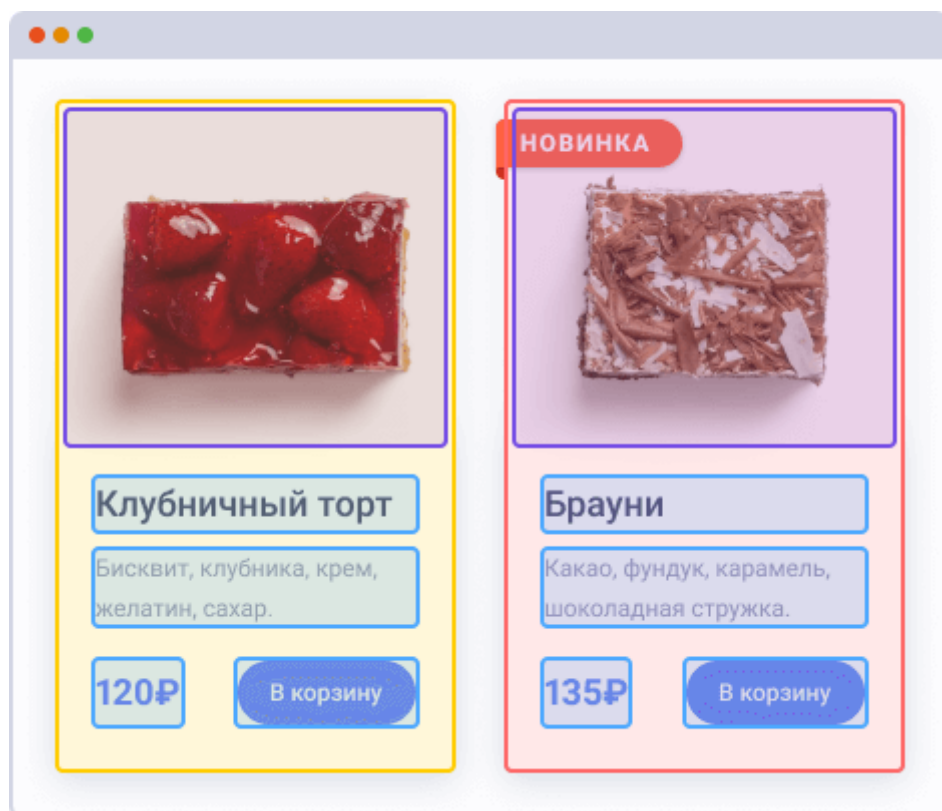 НОВИНКА
Клубничный торт
Бисквит, клубника, крем,
желатин, сахар.
120₽
В корзину
Брауни
Какао, фундук, карамель,
шоколадная стружка.
135₽
В корзину